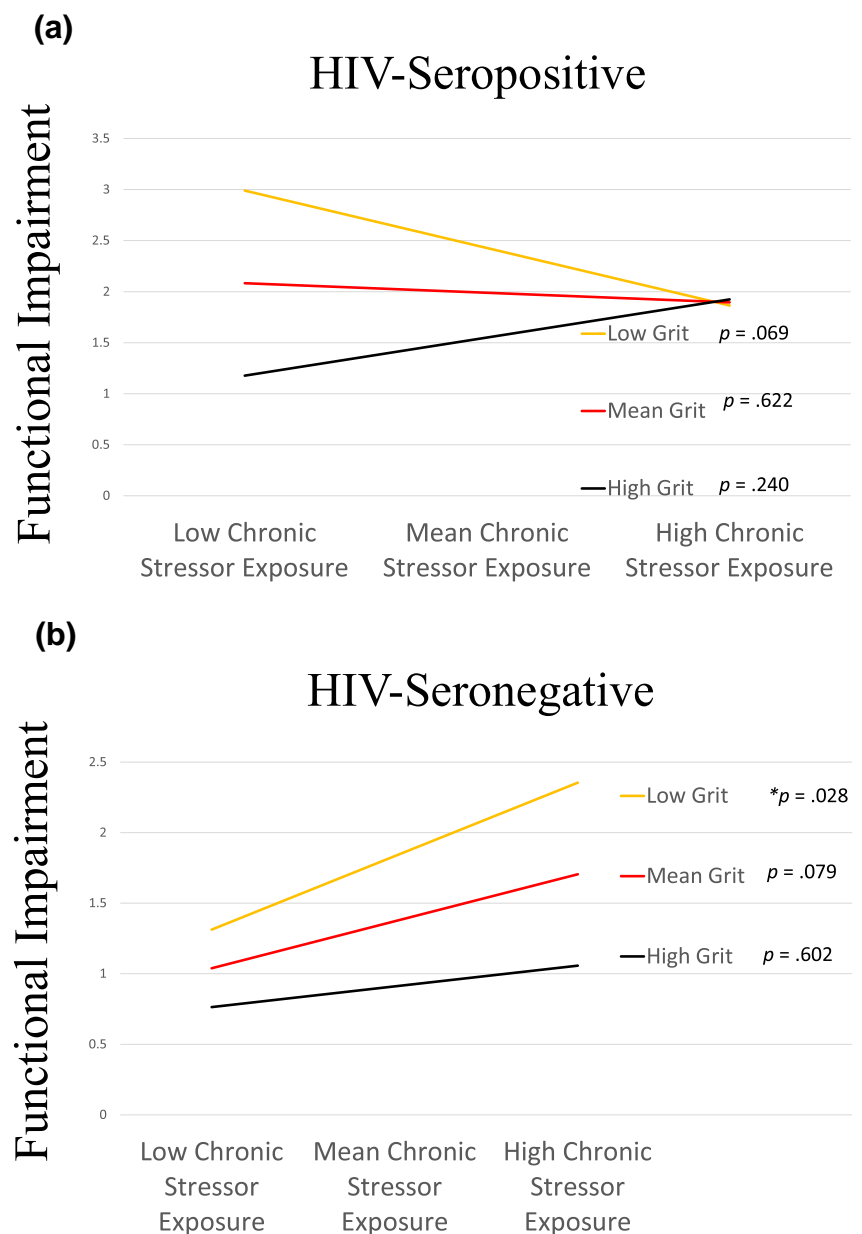 (a)
HIV-Seropositive
Functional Impairment
3.5
3
2.5
2
1.5
1
0.5
0
Low Grit p = .069
Mean Grit p = .622
High Grit p = .240
Low Chronic
Stressor Exposure
Mean Chronic
Stressor Exposure
High Chronic
Stressor Exposure
(b)
HIV-Seronegative
Functional Impairment
2.5
2
1.5
1
0.5
0
Low Grit *p = .028
Mean Grit p = .079
High Grit p = .602
Low Chronic
Stressor
Exposure
Mean Chronic
Stressor
Exposure
High Chronic
Stressor
Exposure